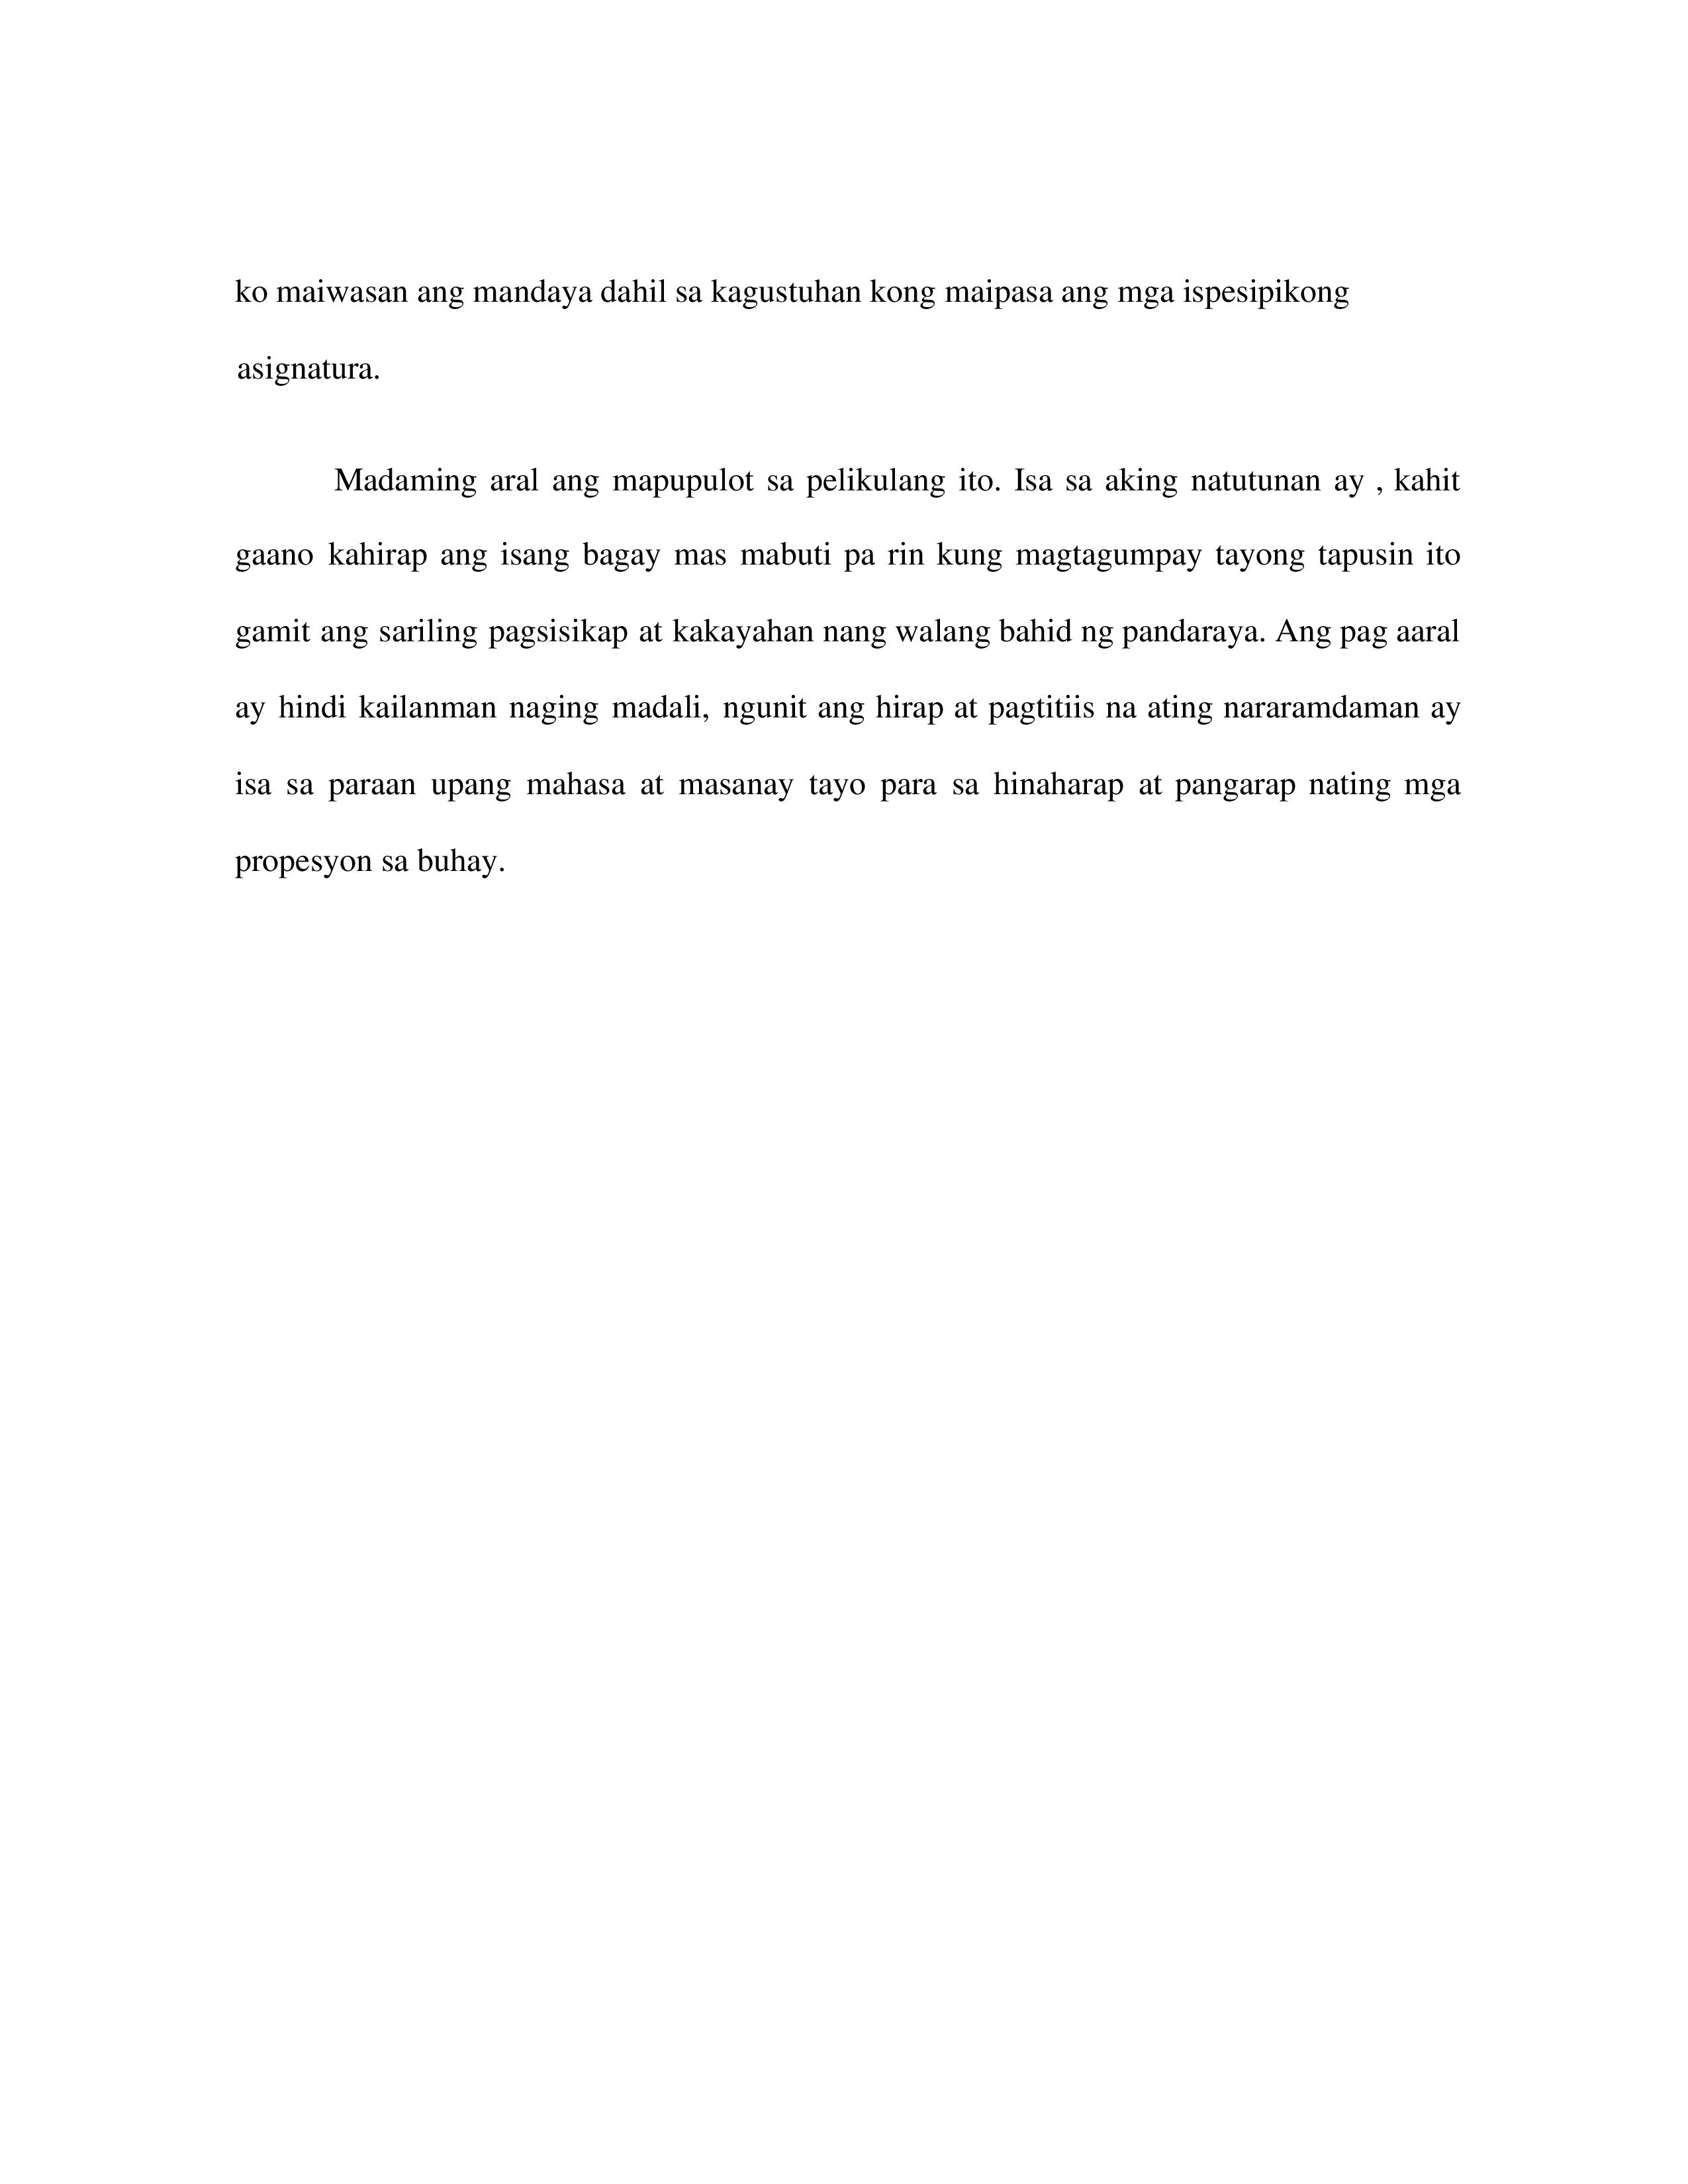 ko maiwasan ang mandaya dahil sa kagustuhan kong maipasa ang mga ispesipikong
asignatura.
Madaming aral ang mapupulot sa pelikulang ito. Isa sa aking natutunan ay , kahit
gaano kahirap ang isang bagay mas mabuti pa rin kung magtagumpay tayong tapusin ito
gamit ang sariling pagsisikap at kakayahan nang walang bahid ng pandaraya. Ang pag aaral
ay hindi kailanman naging madali, ngunit ang hirap at pagtitiis na ating nararamdaman ay
isa sa paraan upang mahasa at masanay tayo para sa hinaharap at pangarap nating mga
propesyon sa buhay.